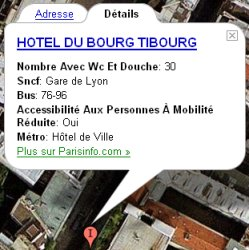 Adresse Détails
HOTEL DU BOURG TIBOURG
Nombre Avec Wc Et Douche: 30
Sncf: Gare de Lyon
Bus: 76-96
Accessibilité Aux Personnes À Mobilité
Réduite: Oui
Métro: Hôtel de Ville
Plus sur Parisinfo.com »
I